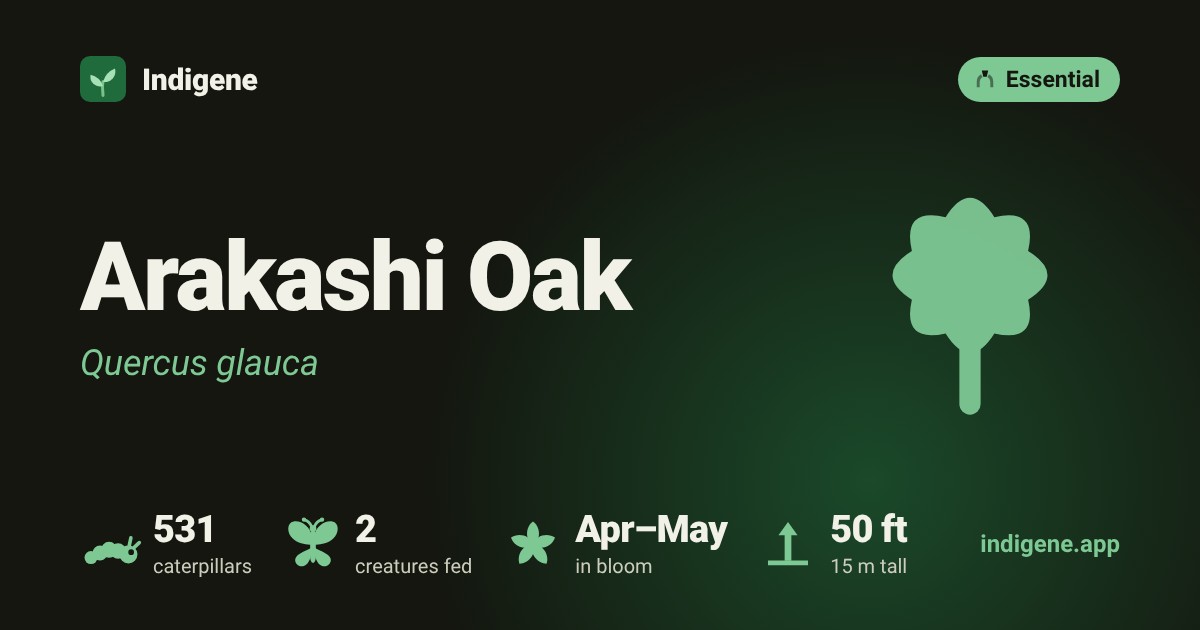 Indigene
Essential
Arakashi Oak
Quercus glauca
531
caterpillars
2
creatures fed
Apr–May
in bloom
50 ft
15 m tall
indigene.app